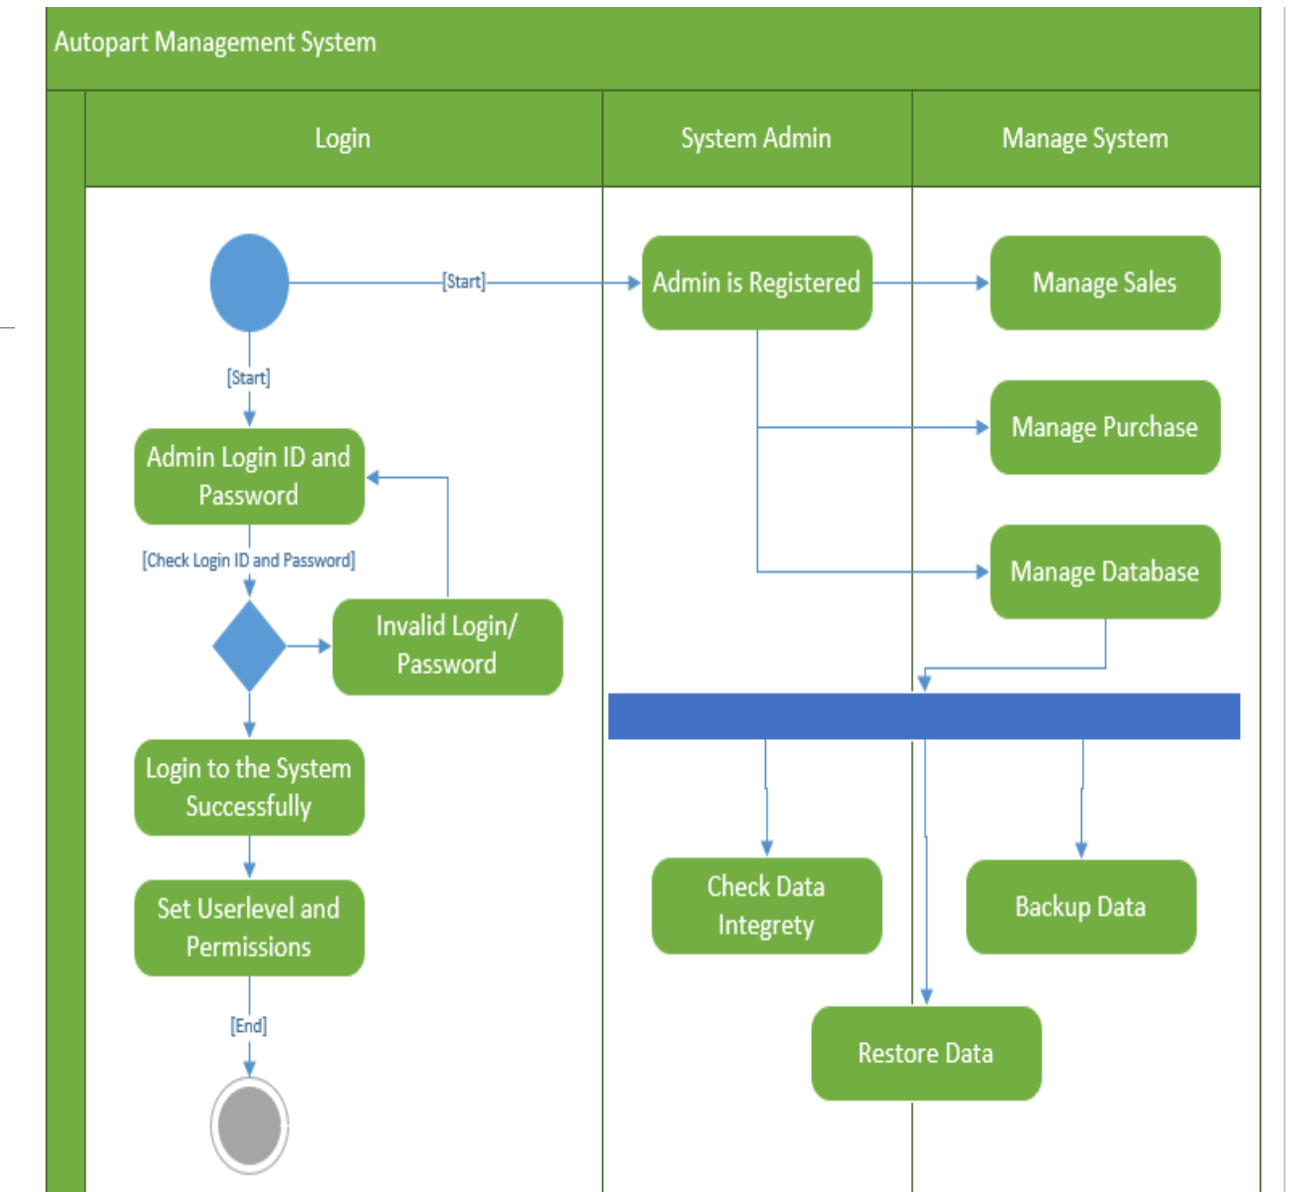 Autopart Management System
Login
System Admin
Manage System
[Start]
Admin is Registered
Manage Sales
[Start]
Manage Purchase
Admin Login ID and
Password
[Check Login ID and Password]
Manage Database
Invalid Login/
Password
Login to the System
Successfully
Set Userlevel and
Permissions
Check Data
Integrety
Backup Data
[End]
Restore Data